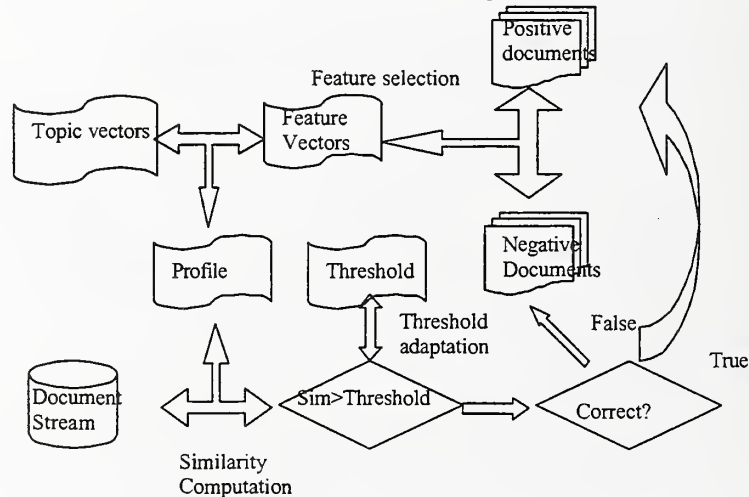 Positive
documents
Feature selection
Topic vectors
Feature
Vectors
Profile
Threshold
Negative
Documents
Threshold
adaptation
False
True
Document
Stream
Sim>Threshold
Correct?
Similarity
Computation